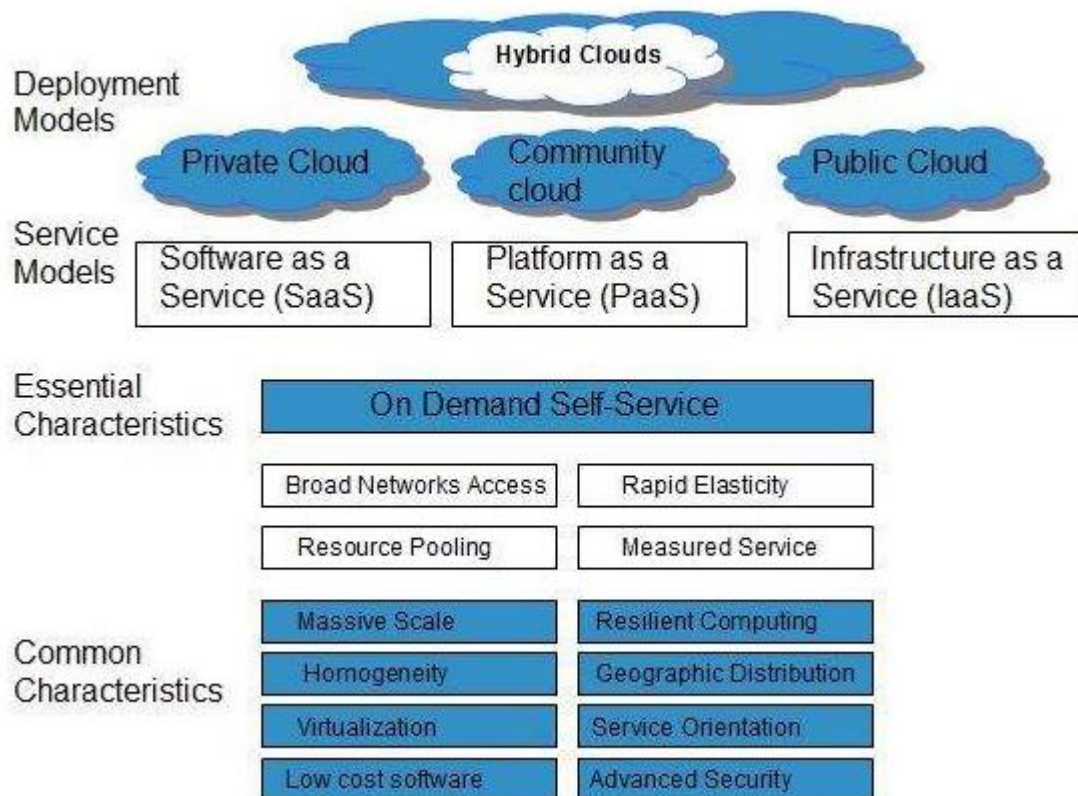 Hybrid Clouds
Deployment
Models
Private Cloud
Community
cloud
Public Cloud
Service
Models
Software as a
Service (SaaS)
Platform as a
Service (PaaS)
Infrastructure as a
Service (IaaS)
Essential
Characteristics
On Demand Self-Service
Broad Networks Access
Rapid Elasticity
Resource Pooling
Measured Service
Common
Characteristics
Massive Scale
Resilient Computing
Homogeneity
Geographic Distribution
Virtualization
Service Orientation
Low cost software
Advanced Security